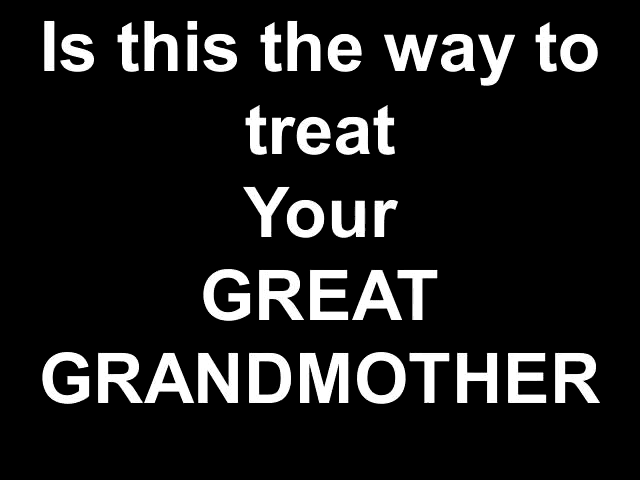 Is this the way to
treat
Your
GREAT
GRANDMOTHER